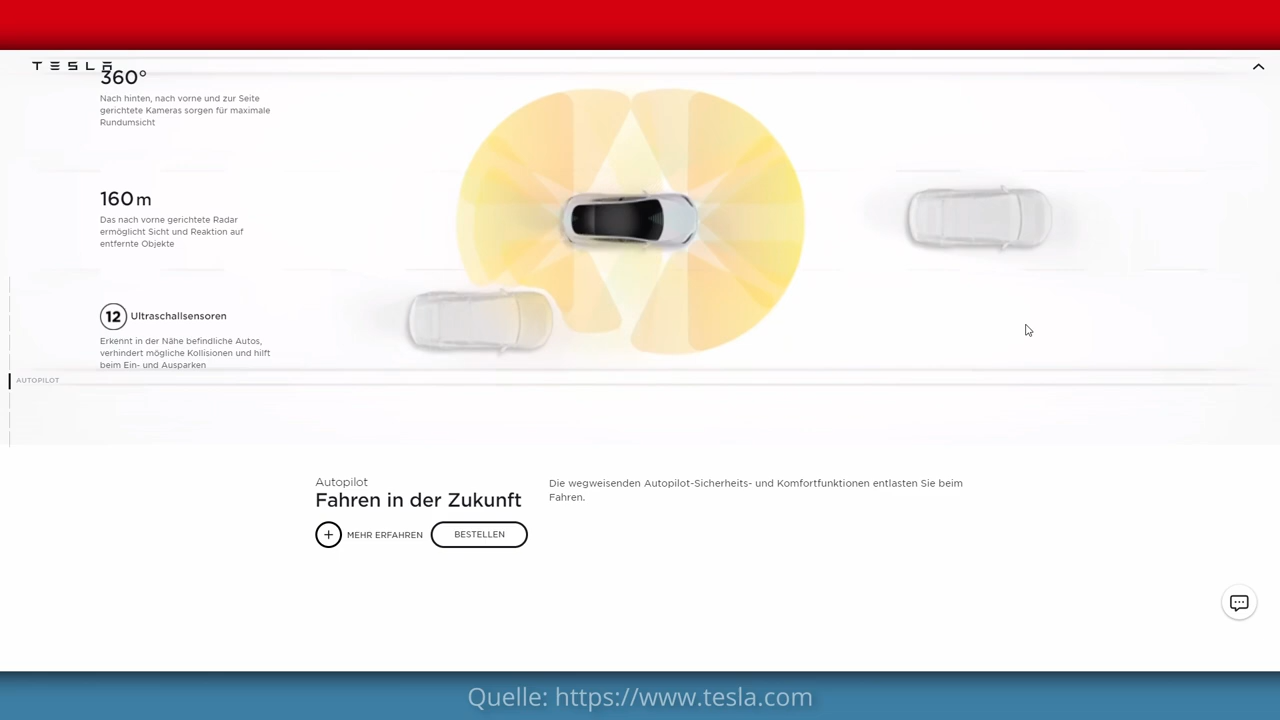 TESLA
360°
Nach hinten, nach vorne und zur Seite
gerichtete Kameras sorgen für maximale
Rundumsicht
160 m
Das nach vorne gerichtete Radar
ermöglicht Sicht und Reaktion auf
entfernte Objekte
12 Ultraschallsensoren
Erkennt in der Nähe befindliche Autos,
verhindert mögliche Kollisionen und hilft
beim Ein- und Ausparken
AUTOPILOT
Autopilot
Fahren in der Zukunft
MEHR ERFAHREN
BESTELLEN
Die wegweisenden Autopilot-Sicherheits- und Komfortfunktionen entlasten Sie beim
Fahren.
Quelle: https://www.tesla.com